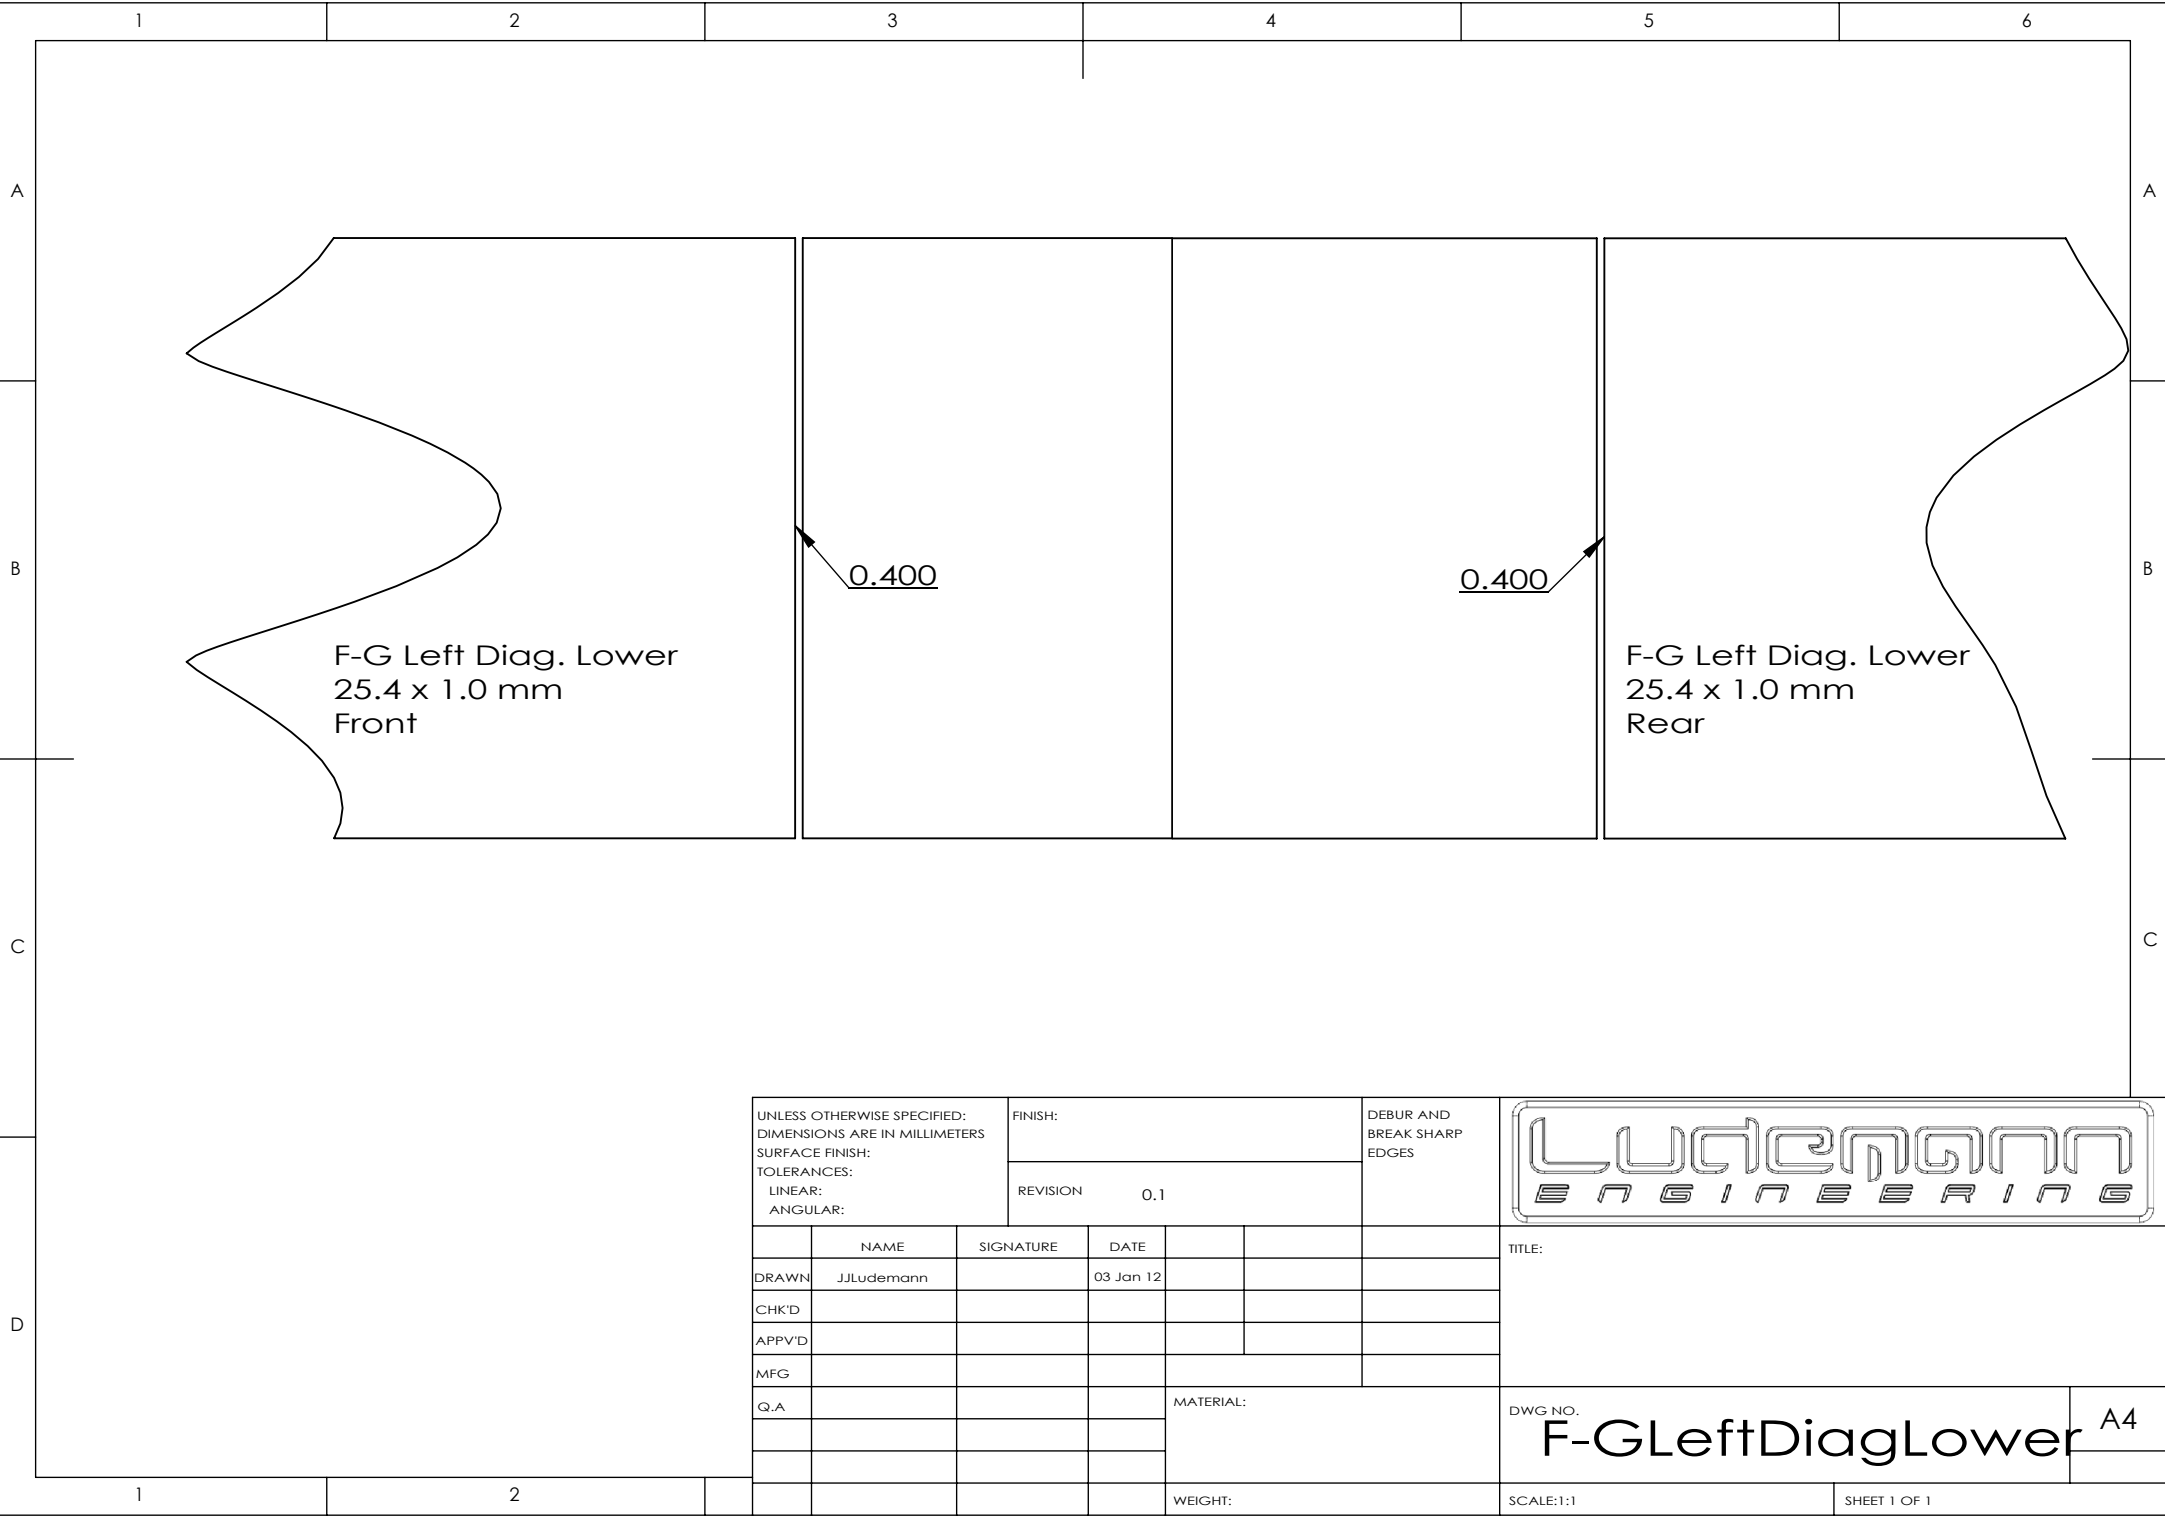 1 2 3 4 5 6
A A
B B
C C
D
0.400
0.400
F-G Left Diag. Lower
25.4 x 1.0 mm
Front
F-G Left Diag. Lower
25.4 x 1.0 mm
Rear
UNLESS OTHERWISE SPECIFIED:
DIMENSIONS ARE IN MILLIMETERS
SURFACE FINISH:
TOLERANCES:
LINEAR:
ANGULAR:
FINISH:
REVISION 0.1
DEBUR AND
BREAK SHARP
EDGES
Ludemann
ENGINEERING
NAME SIGNATURE DATE
DRAWN JJLudemann 03 Jan 12
CHK'D
APPV'D
MFG
Q.A
MATERIAL:
WEIGHT:
TITLE:
DWG NO.
F-GLeftDiagLower
A4
SCALE:1:1
SHEET 1 OF 1
1 2